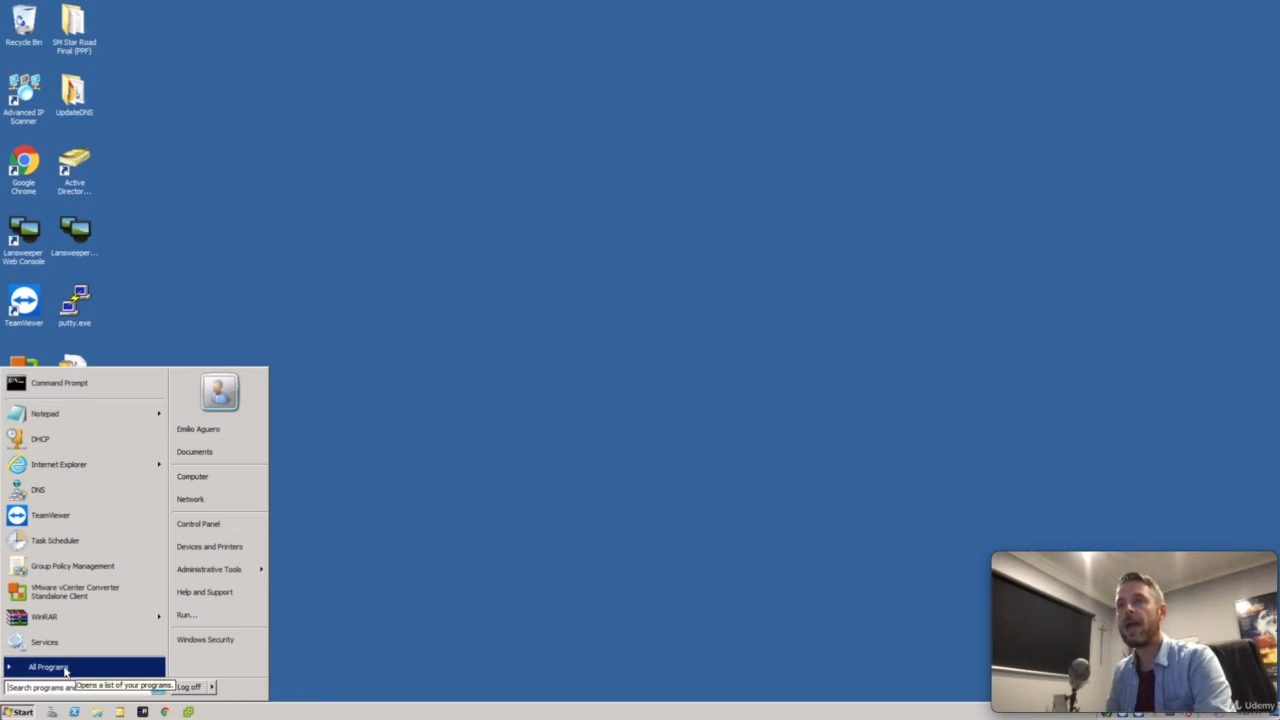 Recycle Bin
SM Star Road
Final (PPF)
Advanced IP
Scanner
UpdateDNS
Google
Chrome
Active
Director...
Lansweeper
Web Console
Lansweeper...
TeamViewer
putty.exe
Command Prompt
Notepad
DHCP
Internet Explorer
DNS
TeamViewer
Task Scheduler
Group Policy Management
VMware vCenter Converter
Standalone Client
WinRAR
Services
All Programs
Search programs and
Opens a list of your programs.
Emilio Aguero
Documents
Computer
Network
Control Panel
Devices and Printers
Administrative Tools
Help and Support
Run...
Windows Security
Log off
Start
Udemy